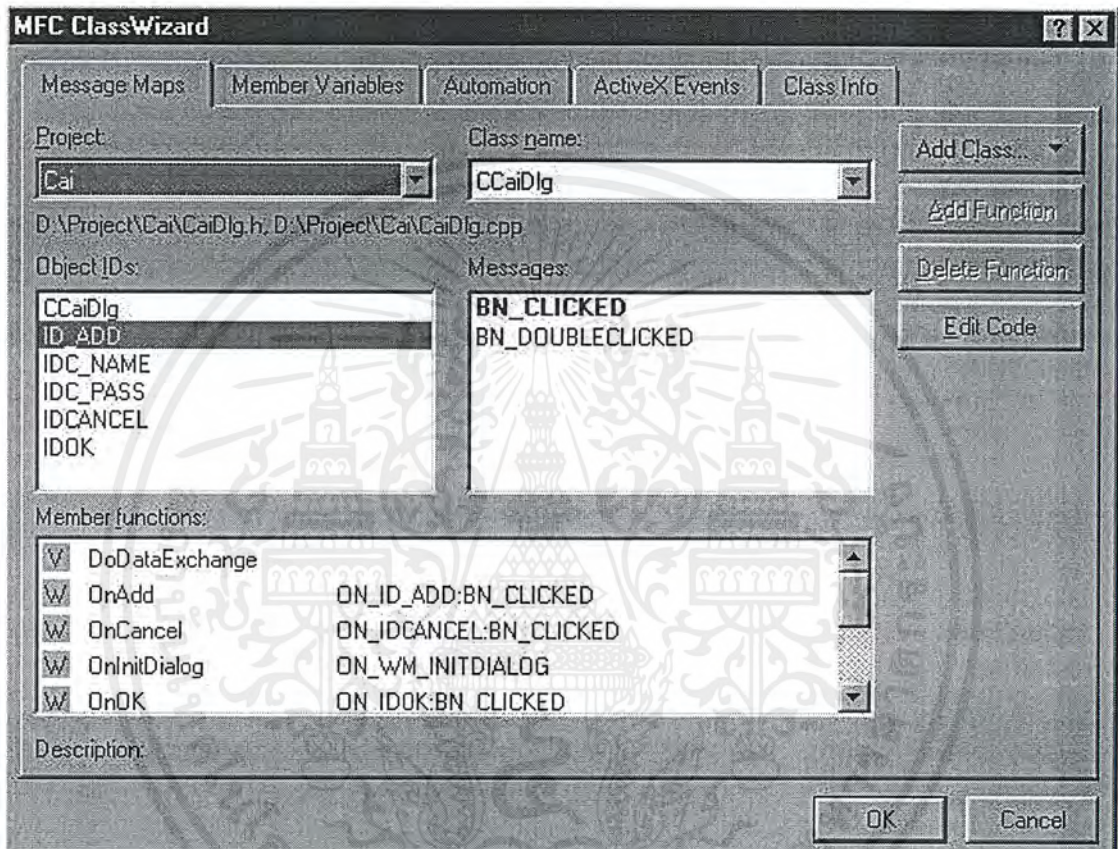 MFC ClassWizard
Message Maps Member Variables Automation ActiveX Events Class Info
Project: Class name:
Cai CCaiDlg
Add Class...
D:\Project\Cai\CaiDlg.h, D:\Project\Cai\CaiDlg.cpp
Add Function
Object IDs: Messages:
Delete Function
CCaiDlg BN_CLICKED
ID_ADD BN_DOUBLECLICKED
Edit Code
IDC_NAME
IDC_PASS
IDCANCEL
IDOK
Member functions:
V DoDataExchange
W OnAdd ON_ID_ADD:BN_CLICKED
W OnCancel ON_IDCANCEL:BN_CLICKED
W OnInitDialog ON_WM_INITDIALOG
W OnOK ON_IDOK:BN_CLICKED
Description:
OK Cancel